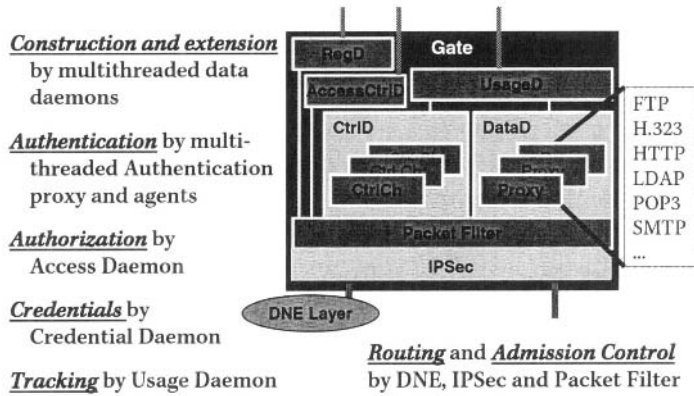 Construction and extension
by multithreaded data
daemons
Authentication by multi-
threaded Authentication
proxy and agents
Authorization by
Access Daemon
Credentials by
Credential Daemon
Tracking by Usage Daemon
Gate
RegD
AccessCtrlD
UsageD
CtrlD
DataD
CtrlCh
CtrlCh
Proxy
Proxy
Packet Filter
IPSec
DNE Layer
FTP
H.323
HTTP
LDAP
POP3
SMTP
...
Routing and Admission Control
by DNE, IPSec and Packet Filter